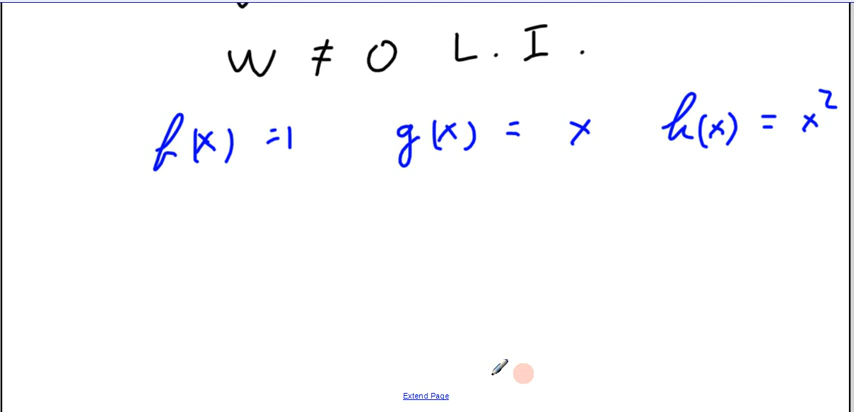 W ≠ 0 L. I.
f(x) = 1 g(x) = x h(x) = x²
Extend Page